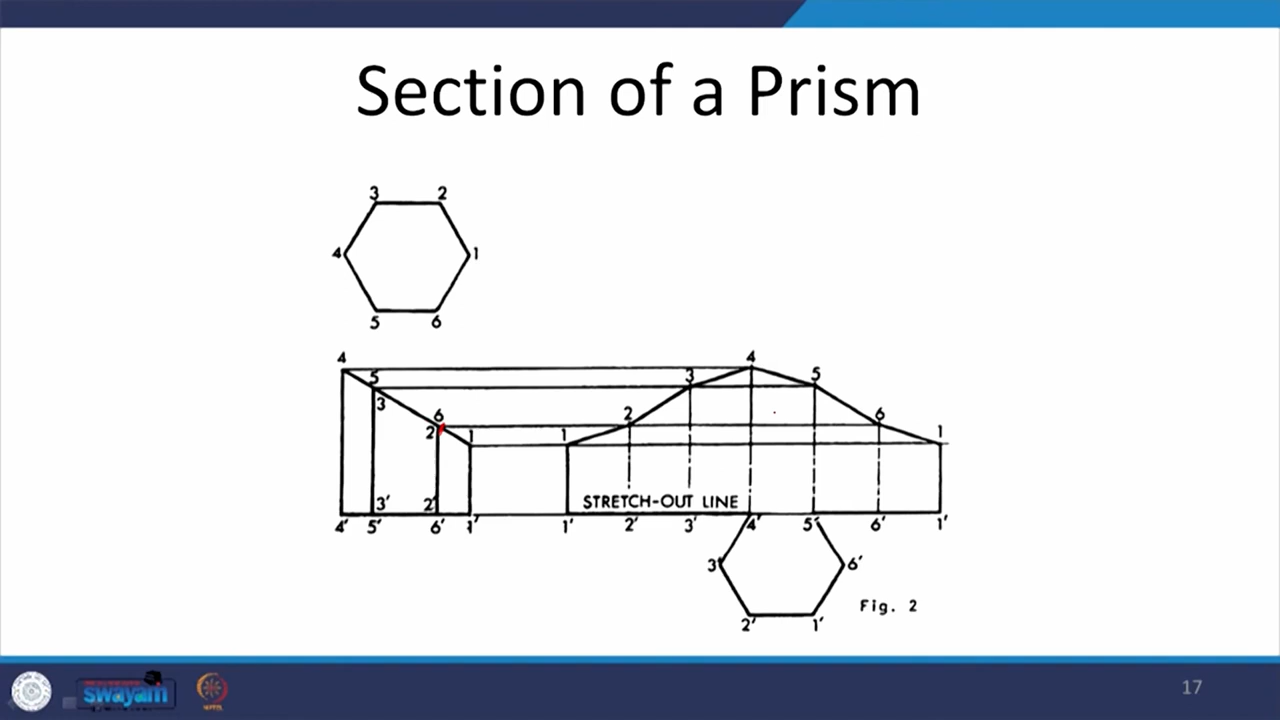 Section of a Prism
3 2
4 1
5 6
4 4
5 3 5
3 6 2 6
2 1 1 1
STRETCH-OUT LINE
3′ 2′
4′ 5′ 6′ 1′ 1′ 2′ 3′ 4′ 5′ 6′ 1′
3′ 6′
Fig. 2
2′ 1′
swayam
17